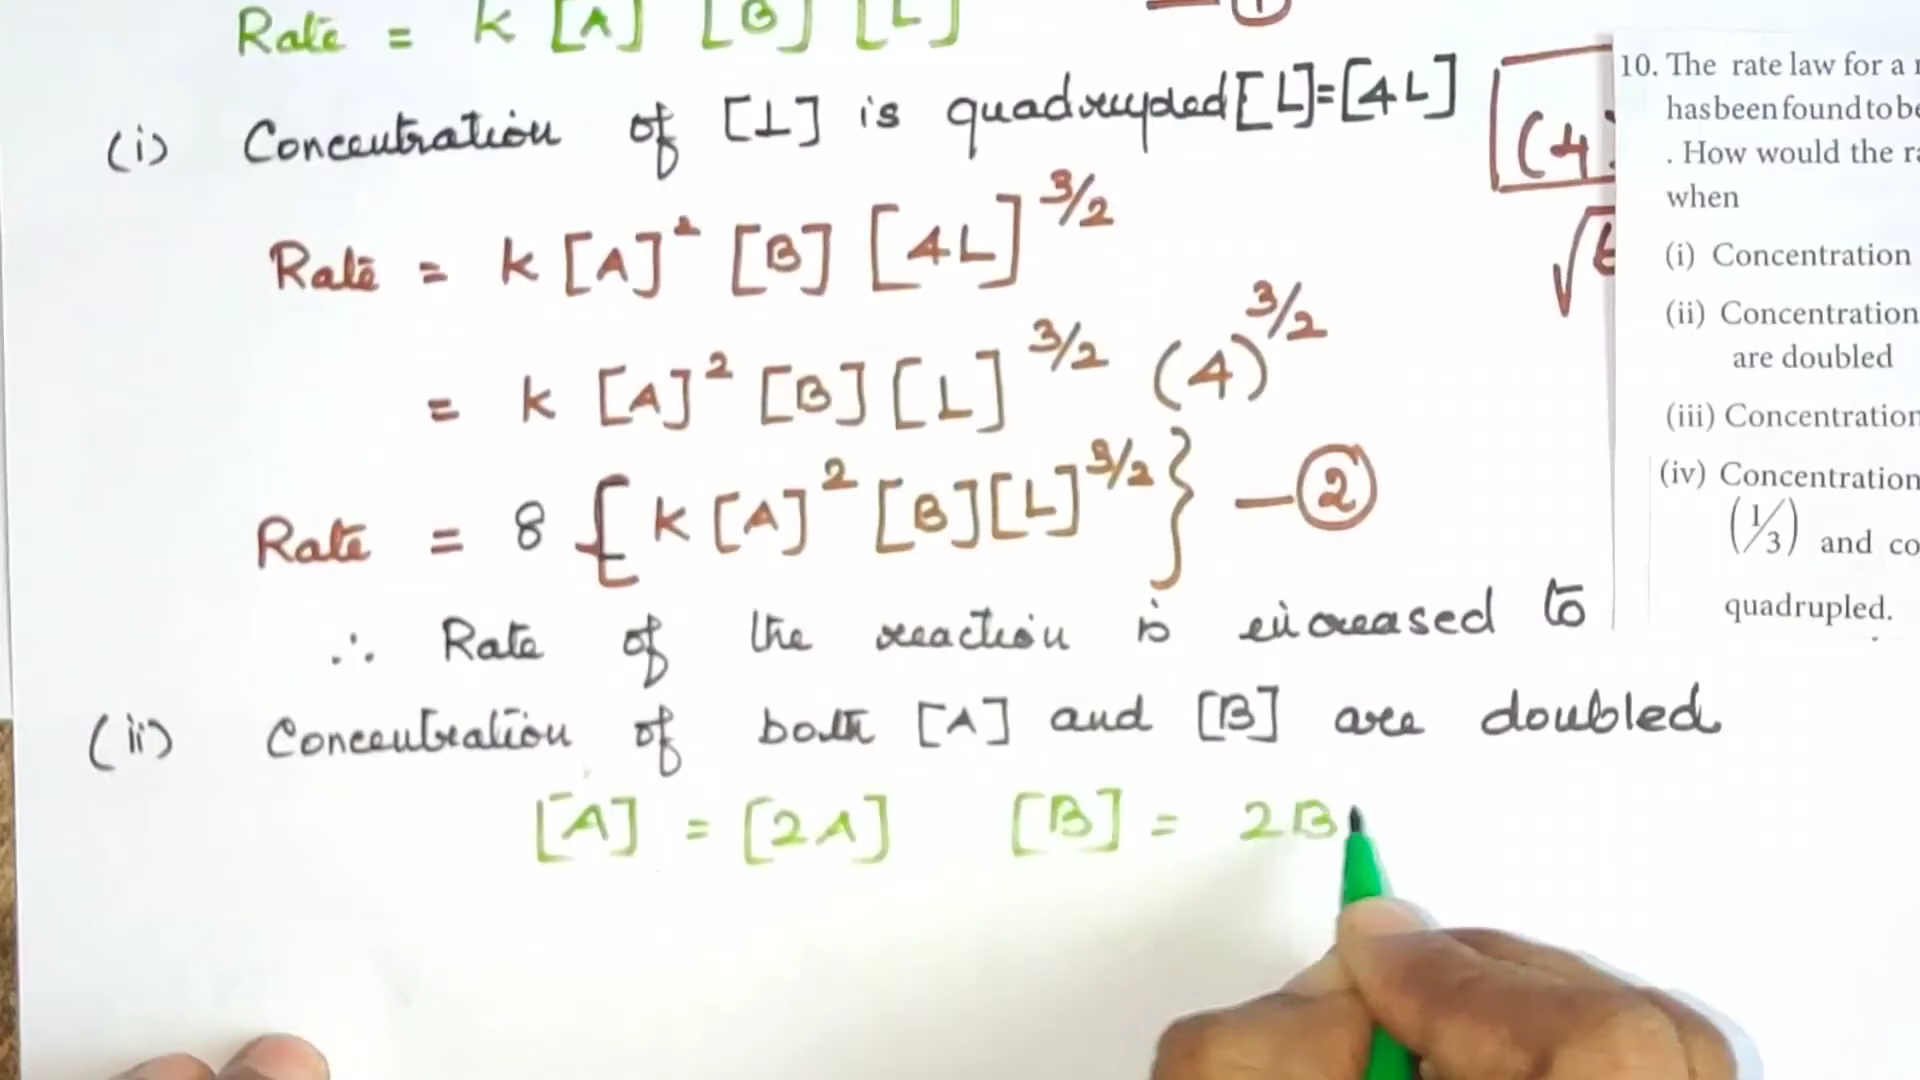 Rate = k [A] [B] [L] — ①
(i) Concentration of [L] is quadrupled [L]=[4L]
(4
Rate = k [A]² [B] [4L]^3/2
√6
= k [A]² [B] [L]^3/2 (4)^3/2
Rate = 8 {k [A]² [B][L]^3/2} — ②
∴ Rate of the reaction is increased to
(ii) Concentration of both [A] and [B] are doubled
[A] = [2A] [B] = 2B
10. The rate law for a
has been found to be
. How would the
when
(i) Concentration
(ii) Concentration
are doubled
(iii) Concentration
(iv) Concentration
(1/3) and co
quadrupled.